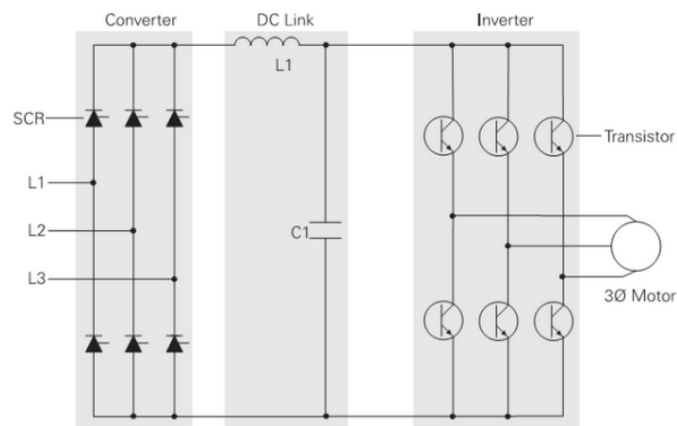 Converter
DC Link
Inverter
L1
SCR
Transistor
L1
L2
C1
L3
3Ø Motor